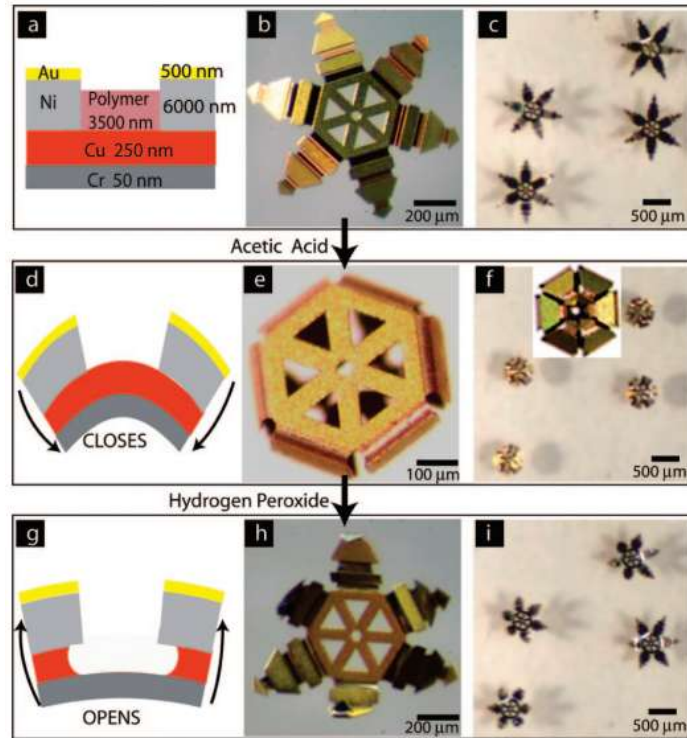 a
Au
500 nm
Ni
Polymer
3500 nm
6000 nm
Cu 250 nm
Cr 50 nm
b
200 μm
c
500 μm
Acetic Acid
d
CLOSES
e
100 μm
f
500 μm
Hydrogen Peroxide
g
OPENS
h
200 μm
i
500 μm